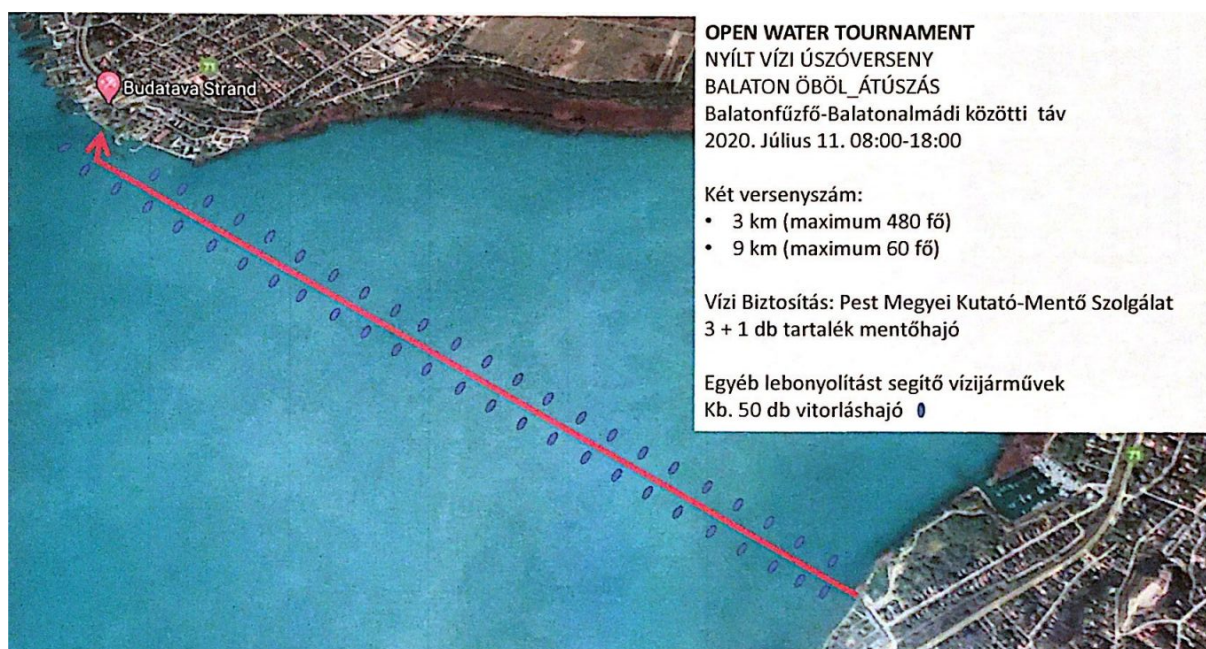 OPEN WATER TOURNAMENT
NYÍLT VÍZI ÚSZÓVERSENY
BALATON ÖBÖL_ÁTÚSZÁS
Balatonfűzfő-Balatonalmádi közötti táv
2020. Július 11. 08:00-18:00
Két versenyszám:
• 3 km (maximum 480 fő)
• 9 km (maximum 60 fő)
Vízi Biztosítás: Pest Megyei Kutató-Mentő Szolgálat
3 + 1 db tartalék mentőhajó
Egyéb lebonyolítást segítő vízijárművek
Kb. 50 db vitorláshajó
71
Budatava Strand
71